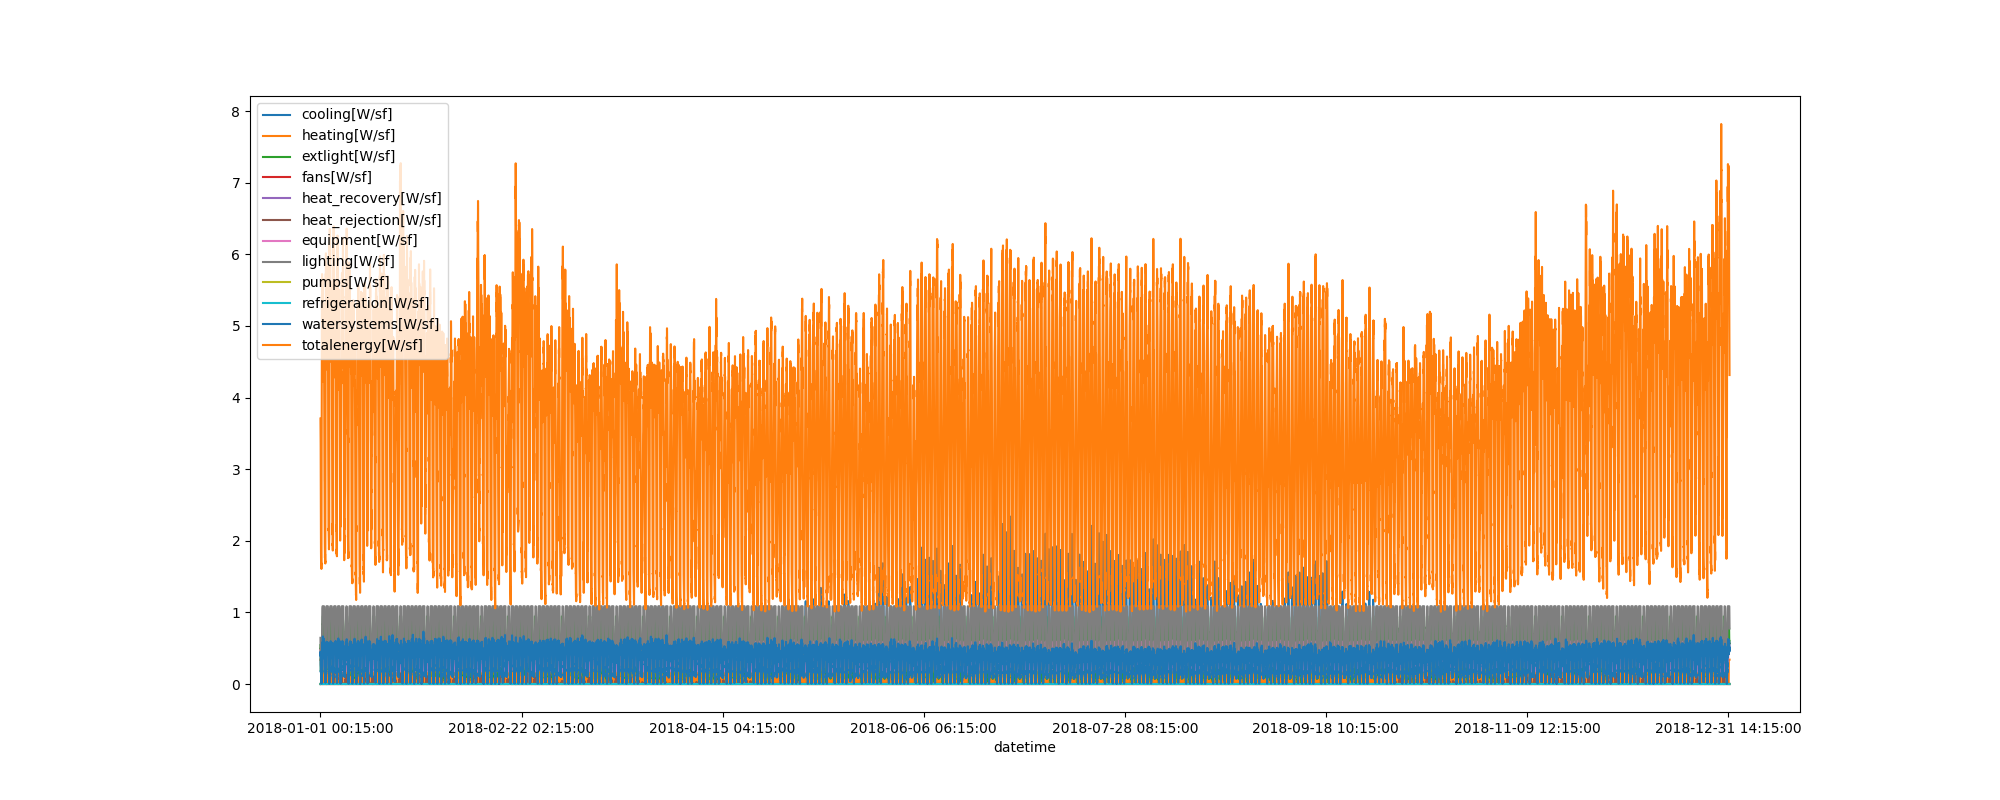 8
7
6
5
4
3
2
1
0
cooling[W/sf]
heating[W/sf]
extlight[W/sf]
fans[W/sf]
heat_recovery[W/sf]
heat_rejection[W/sf]
equipment[W/sf]
lighting[W/sf]
pumps[W/sf]
refrigeration[W/sf]
watersystems[W/sf]
totalenergy[W/sf]
2018-01-01 00:15:00 2018-02-22 02:15:00 2018-04-15 04:15:00 2018-06-06 06:15:00 2018-07-28 08:15:00 2018-09-18 10:15:00 2018-11-09 12:15:00 2018-12-31 14:15:00
datetime